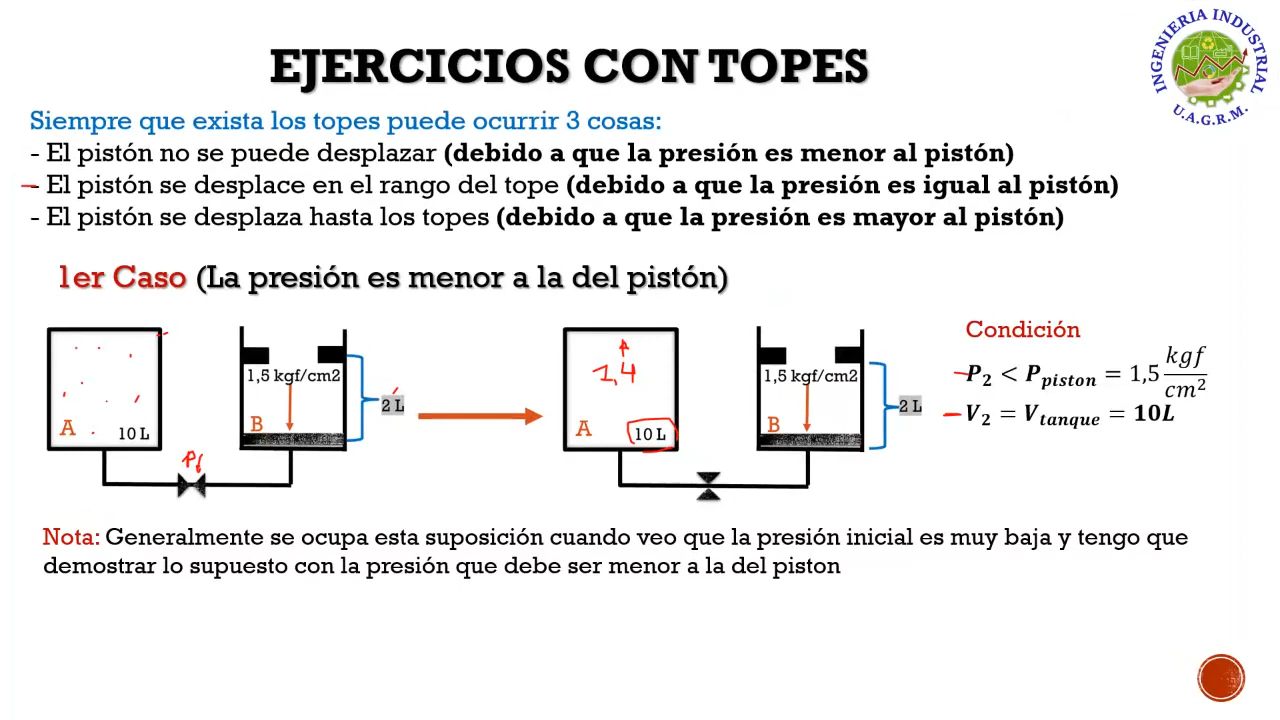 EJERCICIOS CON TOPES
INGENIERIA INDUSTRIAL
U.A.G.R.M.
Siempre que exista los topes puede ocurrir 3 cosas:
- El pistón no se puede desplazar (debido a que la presión es menor al pistón)
- El pistón se desplace en el rango del tope (debido a que la presión es igual al pistón)
- El pistón se desplaza hasta los topes (debido a que la presión es mayor al pistón)
1er Caso (La presión es menor a la del pistón)
A
10 L
1,5 kgf/cm2
B
2 L
1,4
A
10 L
1,5 kgf/cm2
B
2 L
Condición
P2 < Ppiston = 1,5 kgf/cm²
V2 = Vtanque = 10L
Nota: Generalmente se ocupa esta suposición cuando veo que la presión inicial es muy baja y tengo que
demostrar lo supuesto con la presión que debe ser menor a la del piston